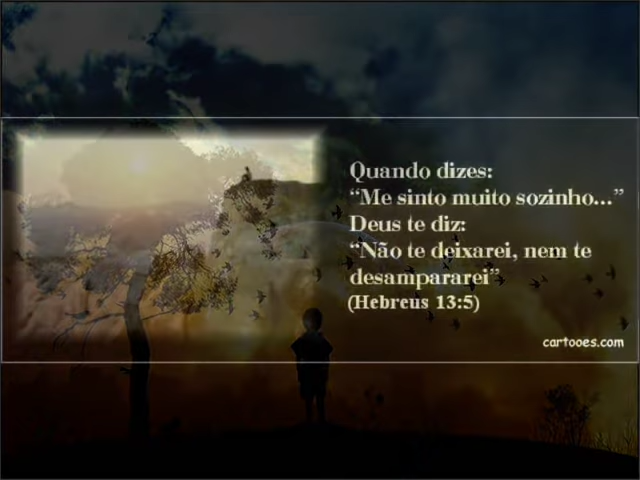 Quando dizes:
“Me sinto muito sozinho...”
Deus te diz:
“Não te deixarei, nem te
desampararei”
(Hebreus 13:5)
cartooes.com